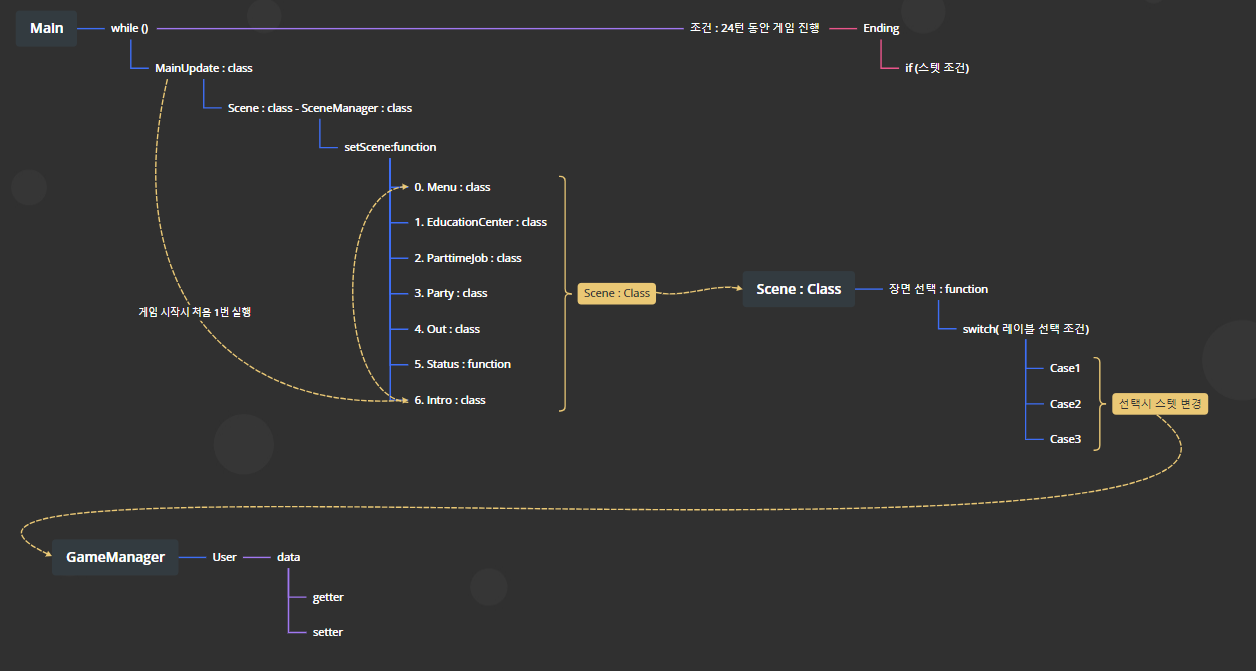 Main
while ()
조건 : 24턴 동안 게임 진행
Ending
if (스텟 조건)
MainUpdate : class
Scene : class - SceneManager : class
setScene:function
0. Menu : class
1. EducationCenter : class
2. ParttimeJob : class
3. Party : class
4. Out : class
5. Status : function
6. Intro : class
게임 시작시 처음 1번 실행
Scene : Class
Scene : Class
장면 선택 : function
switch( 레이블 선택 조건)
Case1
Case2
Case3
선택시 스텟 변경
GameManager
User
data
getter
setter